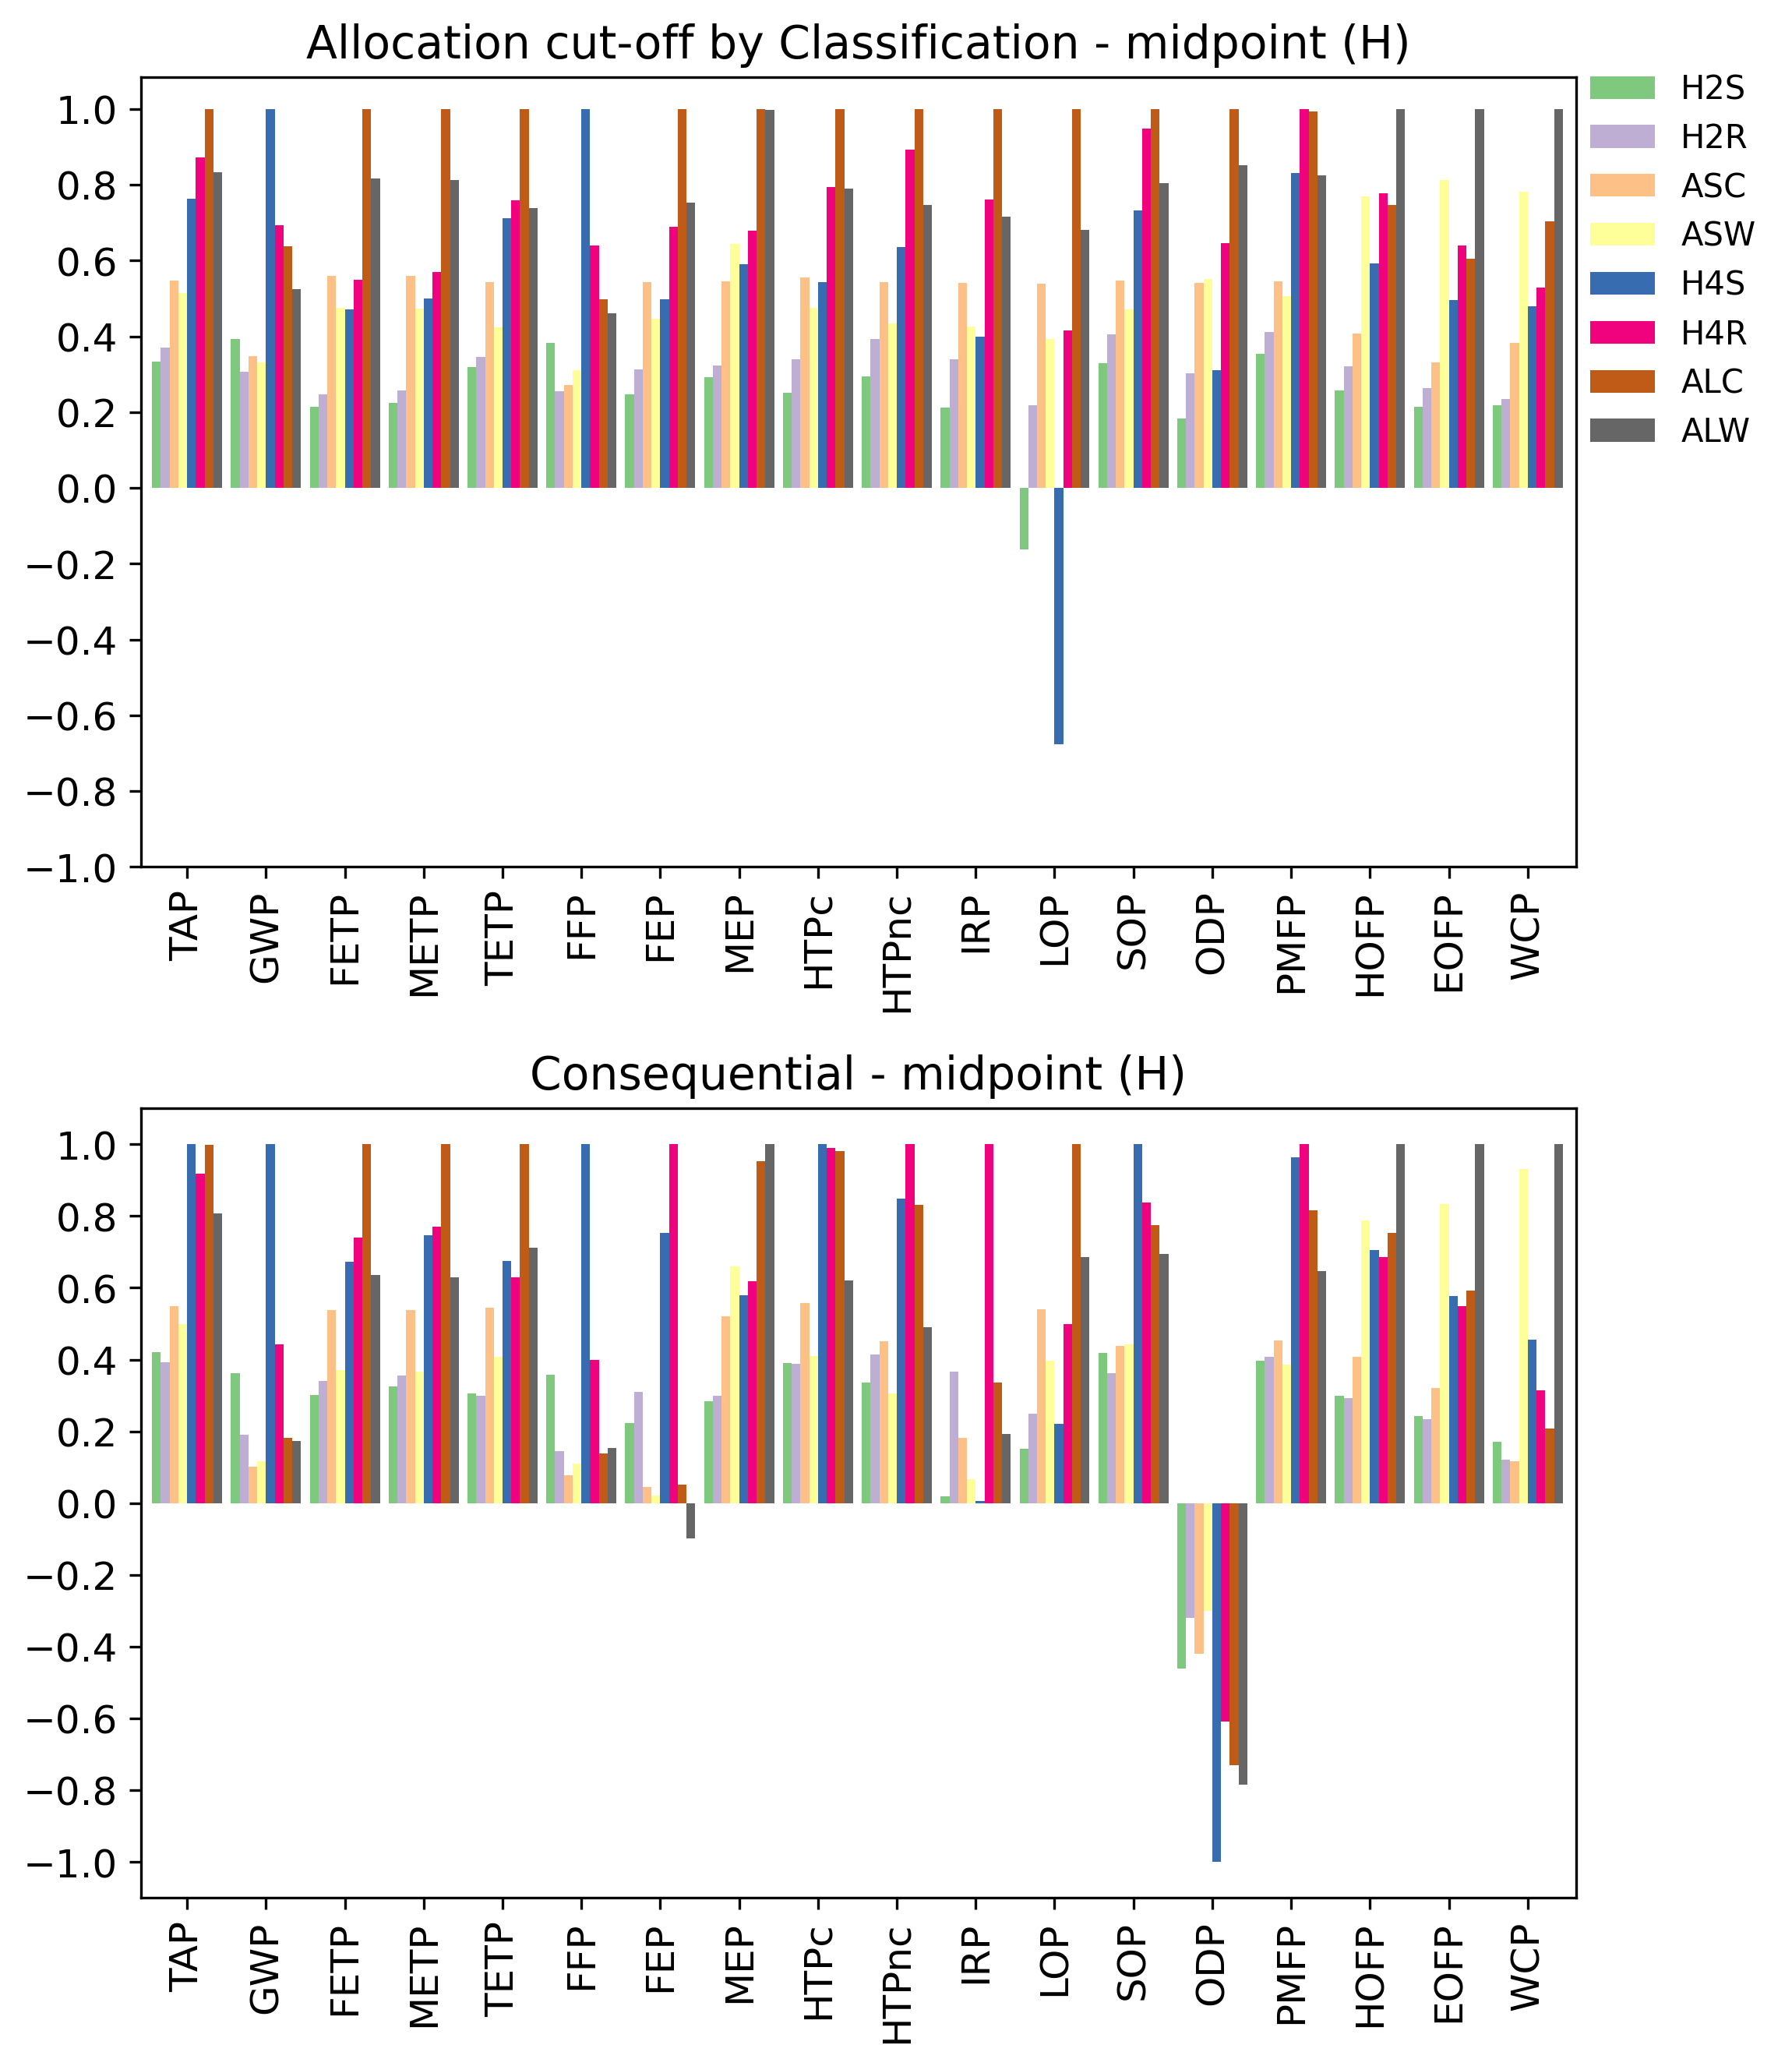 Allocation cut-off by Classification - midpoint (H)
1.0
0.8
0.6
0.4
0.2
0.0
−0.2
−0.4
−0.6
−0.8
−1.0
TAP
GWP
FETP
METP
TETP
FFP
FEP
MEP
HTPc
HTPnc
IRP
LOP
SOP
ODP
PMFP
HOFP
EOFP
WCP
H2S
H2R
ASC
ASW
H4S
H4R
ALC
ALW
Consequential - midpoint (H)
1.0
0.8
0.6
0.4
0.2
0.0
−0.2
−0.4
−0.6
−0.8
−1.0
TAP
GWP
FETP
METP
TETP
FFP
FEP
MEP
HTPc
HTPnc
IRP
LOP
SOP
ODP
PMFP
HOFP
EOFP
WCP